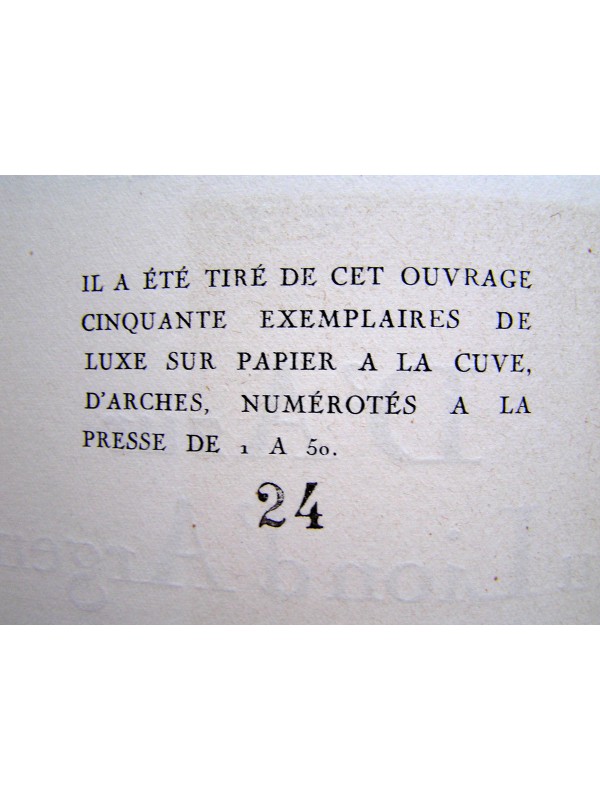 IL A ÉTÉ TIRÉ DE CET OUVRAGE
CINQUANTE EXEMPLAIRES DE
LUXE SUR PAPIER A LA CUVE,
D'ARCHES, NUMÉROTÉS A LA
PRESSE DE 1 A 50.
24